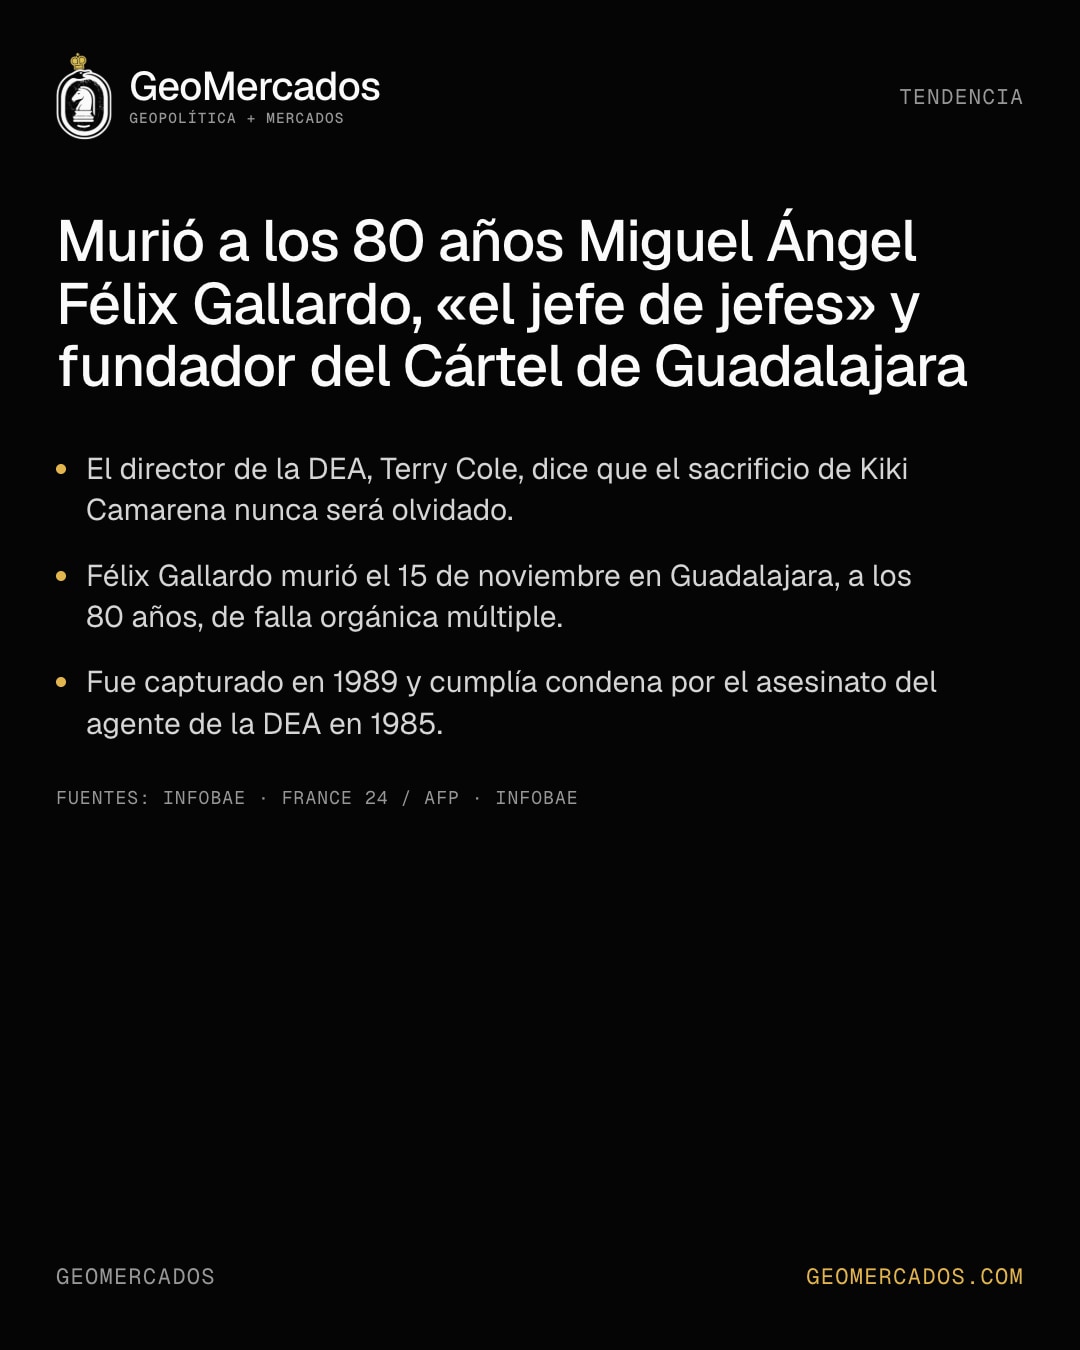 GeoMercados
GEOPOLÍTICA + MERCADOS
TENDENCIA
Murió a los 80 años Miguel Ángel
Félix Gallardo, «el jefe de jefes» y
fundador del Cártel de Guadalajara
• El director de la DEA, Terry Cole, dice que el sacrificio de Kiki
Camarena nunca será olvidado.
• Félix Gallardo murió el 15 de noviembre en Guadalajara, a los
80 años, de falla orgánica múltiple.
• Fue capturado en 1989 y cumplía condena por el asesinato del
agente de la DEA en 1985.
FUENTES: INFOBAE · FRANCE 24 / AFP · INFOBAE
GEOMERCADOS
GEOMERCADOS.COM